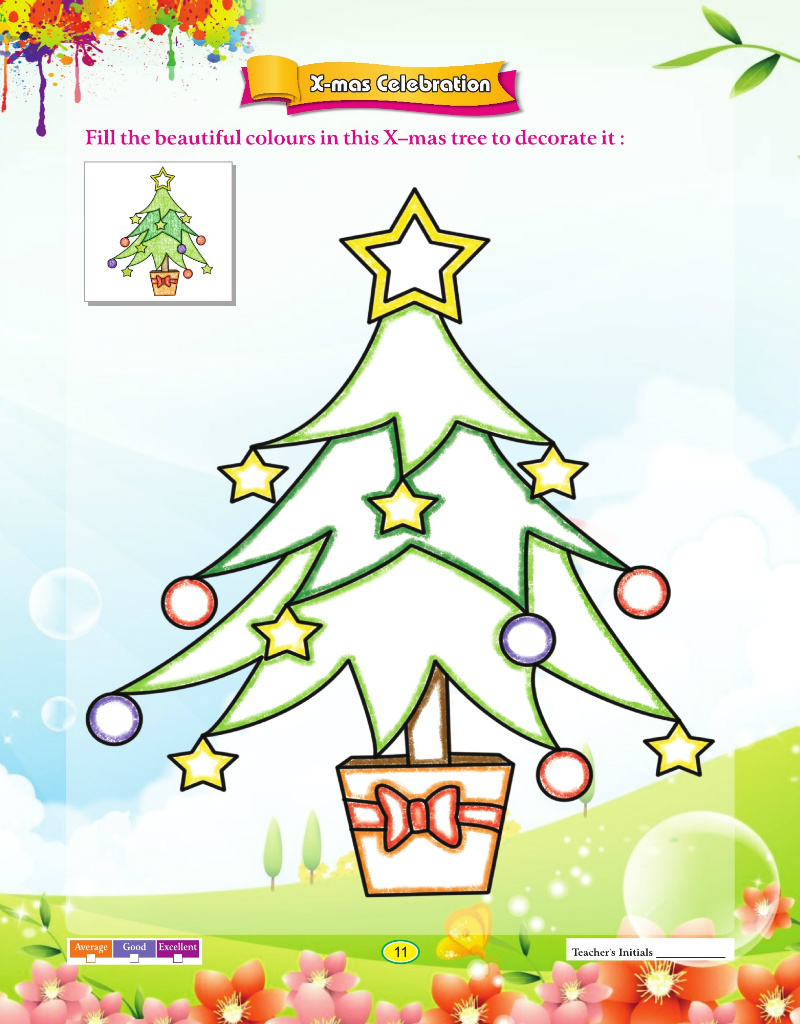 X-mas Celebration
Fill the beautiful colours in this X–mas tree to decorate it :
Average Good Excellent
11
Teacher's Initials ____________